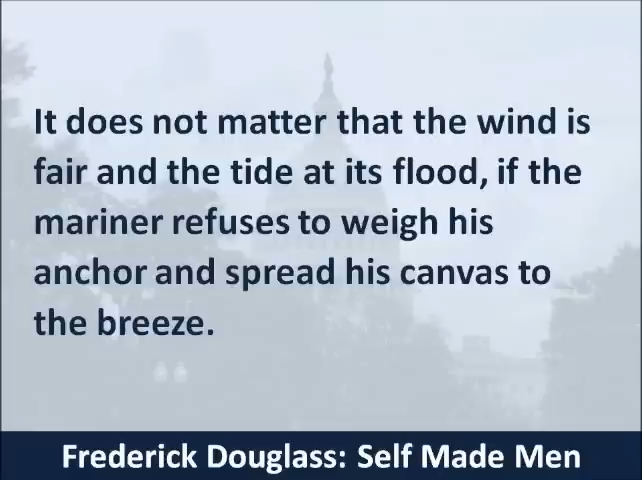 It does not matter that the wind is
fair and the tide at its flood, if the
mariner refuses to weigh his
anchor and spread his canvas to
the breeze.
Frederick Douglass: Self Made Men